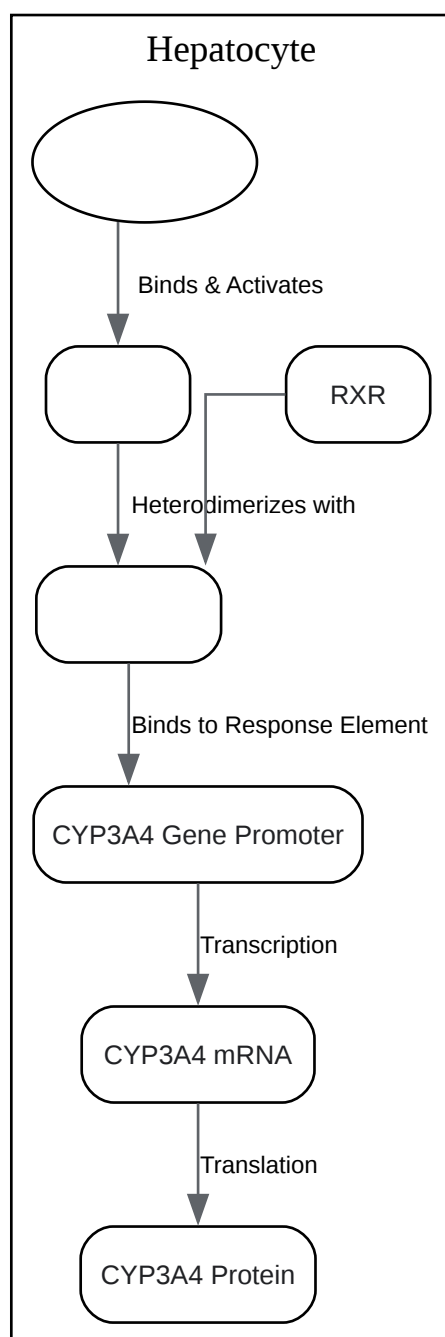 Hepatocyte
Binds & Activates
RXR
Heterodimerizes with
Binds to Response Element
CYP3A4 Gene Promoter
Transcription
CYP3A4 mRNA
Translation
CYP3A4 Protein